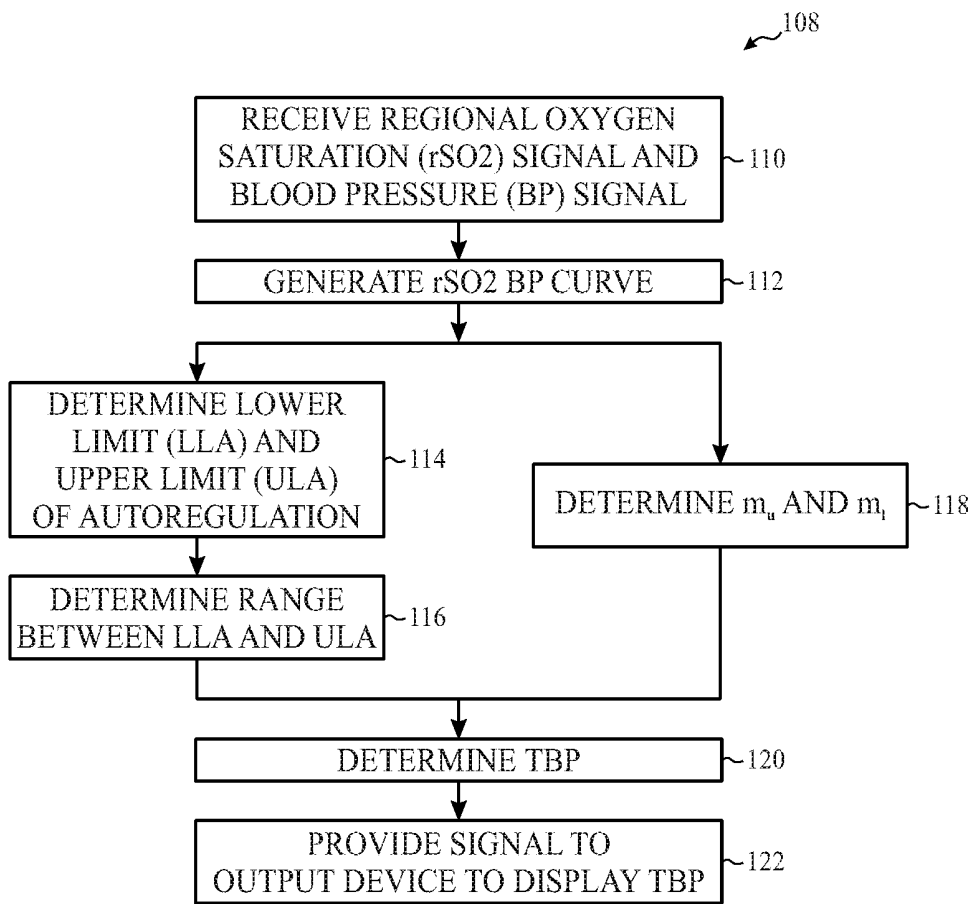 108
RECEIVE REGIONAL OXYGEN
SATURATION (rSO2) SIGNAL AND
BLOOD PRESSURE (BP) SIGNAL
110
GENERATE rSO2 BP CURVE
112
DETERMINE LOWER
LIMIT (LLA) AND
UPPER LIMIT (ULA)
OF AUTOREGULATION
114
DETERMINE RANGE
BETWEEN LLA AND ULA
116
DETERMINE mu AND ml
118
DETERMINE TBP
120
PROVIDE SIGNAL TO
OUTPUT DEVICE TO DISPLAY TBP
122